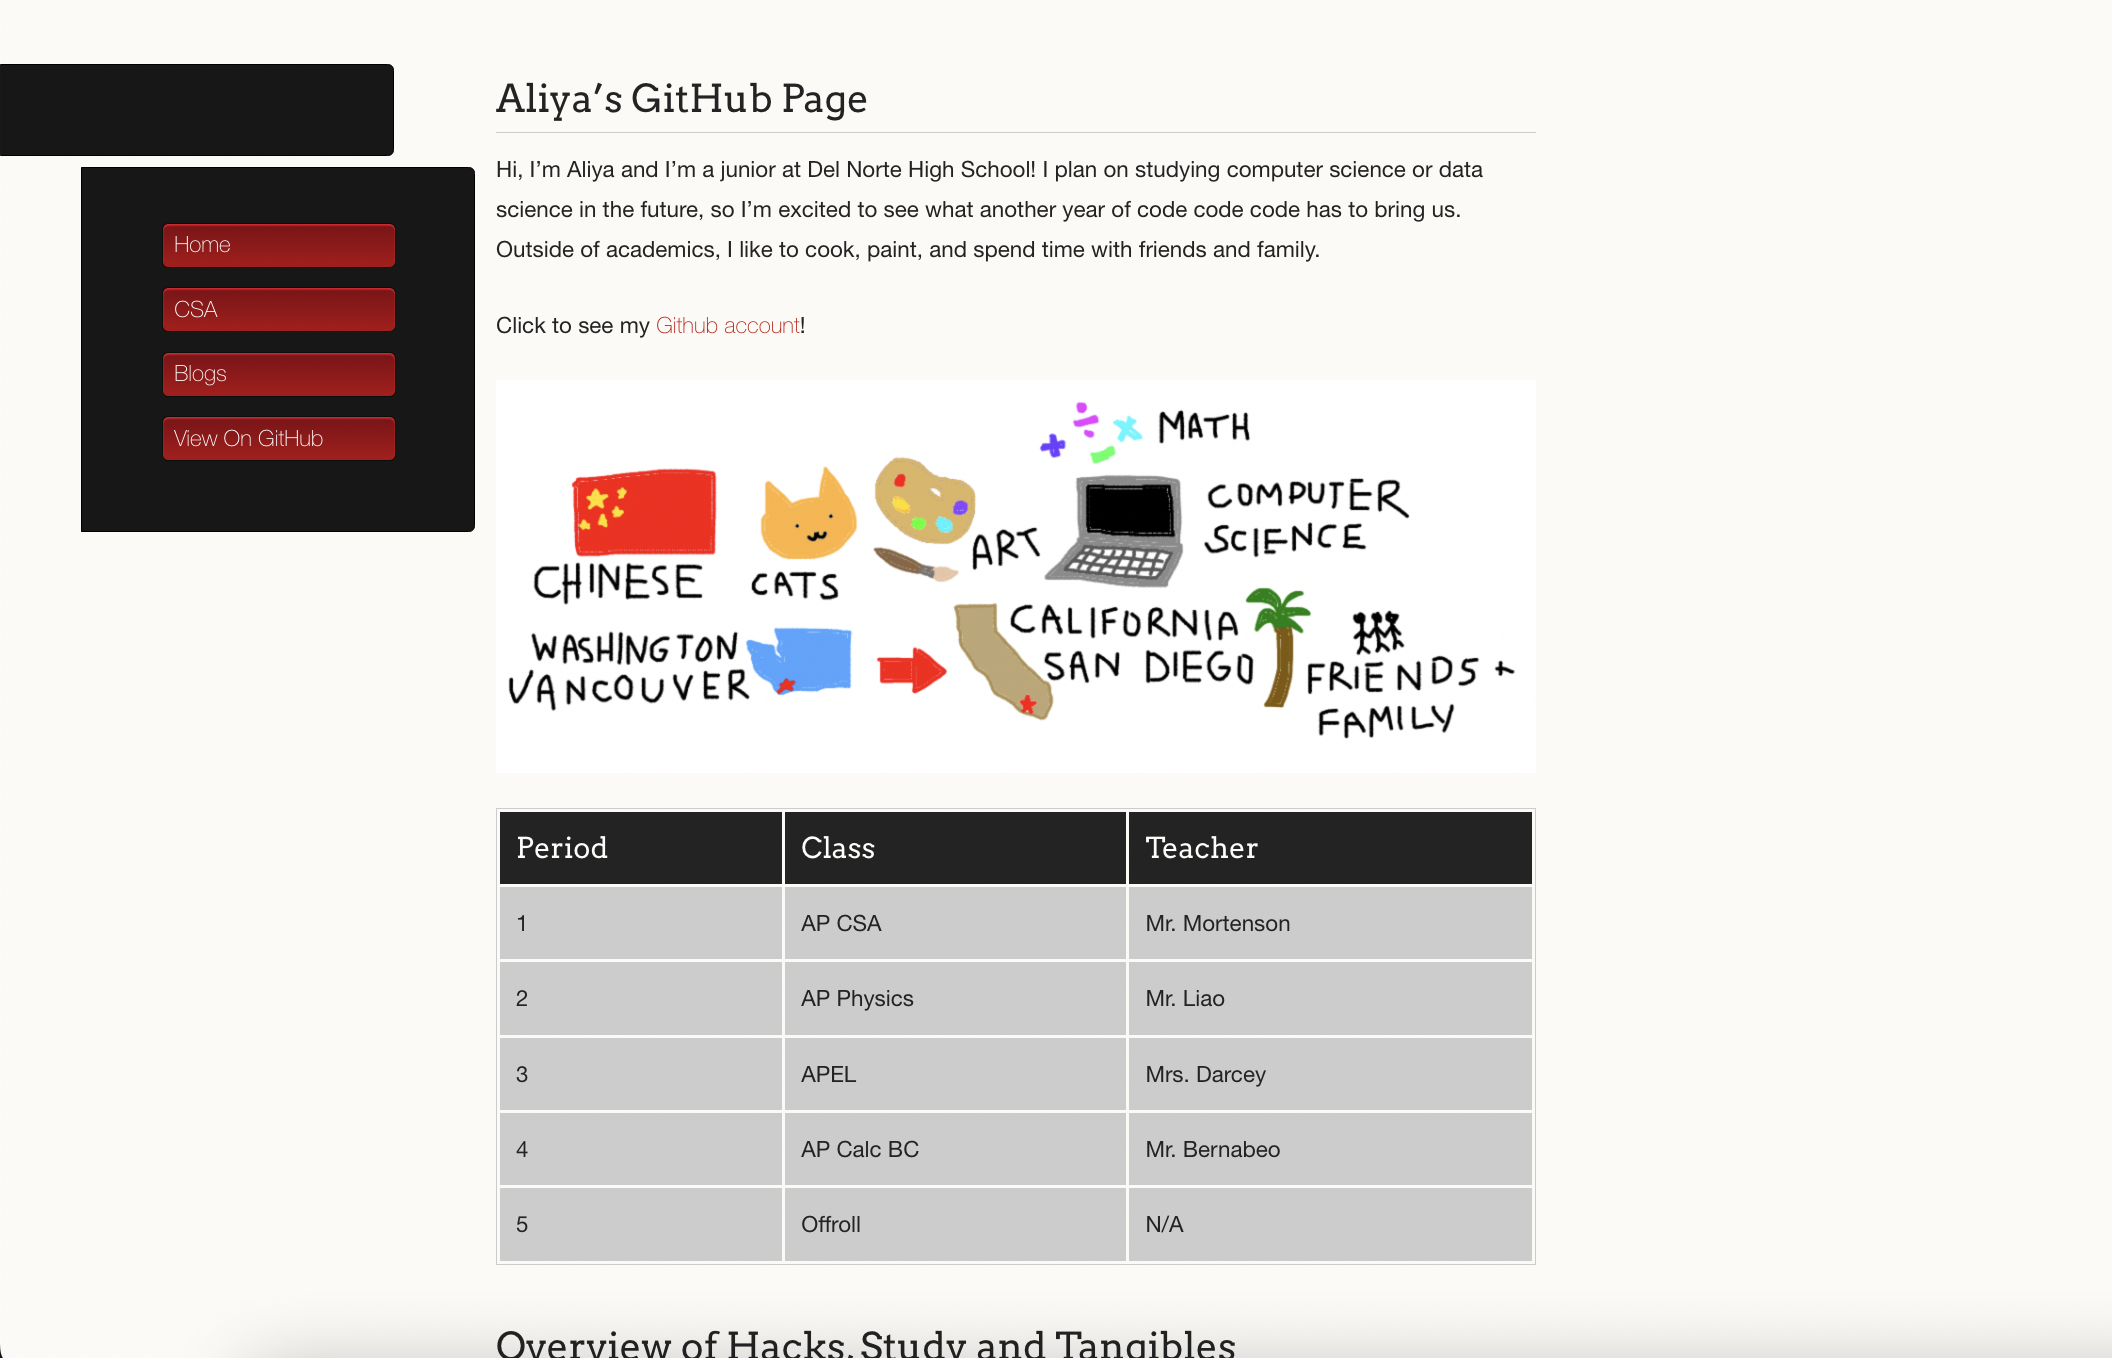 Home
CSA
Blogs
View On GitHub
Aliya’s GitHub Page
Hi, I’m Aliya and I’m a junior at Del Norte High School! I plan on studying computer science or data
science in the future, so I’m excited to see what another year of code code code has to bring us.
Outside of academics, I like to cook, paint, and spend time with friends and family.
Click to see my Github account!
MATH
CHINESE
CATS
ART
COMPUTER
SCIENCE
WASHINGTON
VANCOUVER
CALIFORNIA
SAN DIEGO
FRIENDS +
FAMILY
Period Class Teacher
1 AP CSA Mr. Mortenson
2 AP Physics Mr. Liao
3 APEL Mrs. Darcey
4 AP Calc BC Mr. Bernabeo
5 Offroll N/A
Overview of Hacks, Study and Tangibles